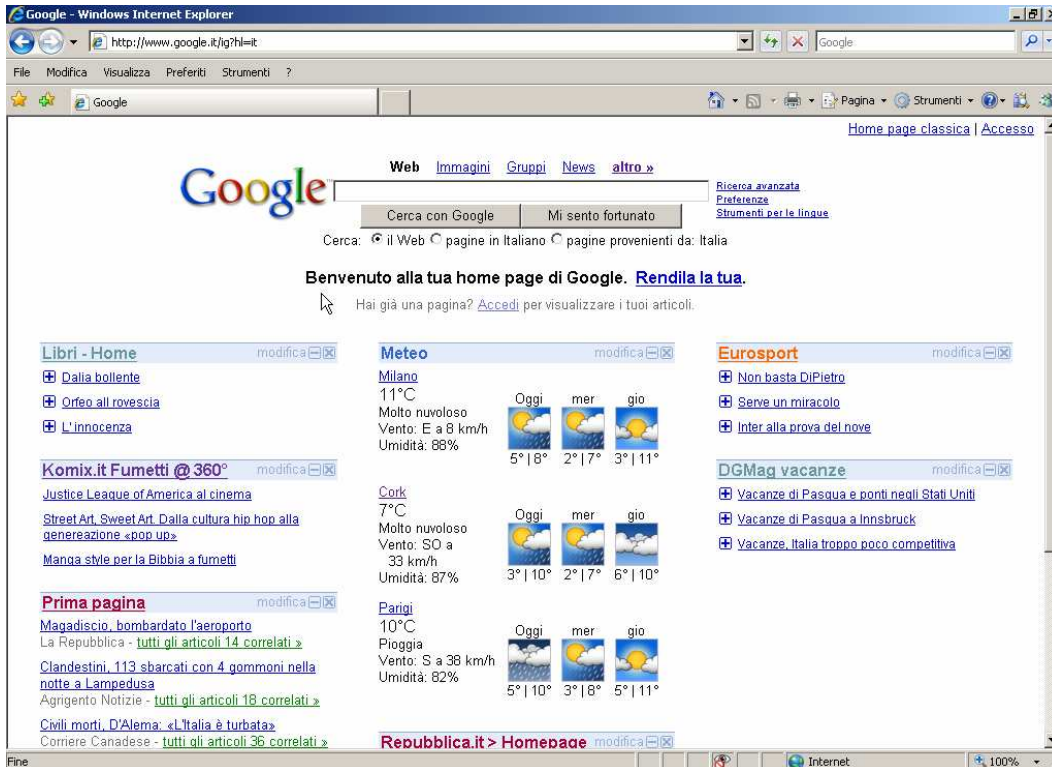 Google - Windows Internet Explorer
http://www.google.it/ig?hl=it
Google
File Modifica Visualizza Preferiti Strumenti ?
Google
Pagina Strumenti
Home page classica | Accesso
Google
Web Immagini Gruppi News altro »
Ricerca avanzata
Preferenze
Strumenti per le lingue
Cerca con Google Mi sento fortunato
Cerca: il Web pagine in Italiano pagine provenienti da: Italia
Benvenuto alla tua home page di Google. Rendila la tua.
Hai già una pagina? Accedi per visualizzare i tuoi articoli.
Libri - Home modifica
Dalia bollente
Orfeo all rovescia
L'innocenza
Komix.it Fumetti @ 360° modifica
Justice League of America al cinema
Street Art, Sweet Art. Dalla cultura hip hop alla
genereazione «pop up»
Manga style per la Bibbia a fumetti
Prima pagina modifica
Magadiscio, bombardato l'aeroporto
La Repubblica - tutti gli articoli 14 correlati »
Clandestini, 113 sbarcati con 4 gommoni nella
notte a Lampedusa
Agrigento Notizie - tutti gli articoli 18 correlati »
Civili morti, D'Alema: «L'Italia è turbata»
Corriere Canadese - tutti gli articoli 36 correlati »
Meteo modifica
Milano
11°C
Molto nuvoloso
Vento: E a 8 km/h
Umidità: 88%
Oggi mer gio
5° | 8° 2° | 7° 3° | 11°
Cork
7°C
Molto nuvoloso
Vento: SO a
33 km/h
Umidità: 87%
Oggi mer gio
3° | 10° 2° | 7° 6° | 10°
Parigi
10°C
Pioggia
Vento: S a 38 km/h
Umidità: 82%
Oggi mer gio
5° | 10° 3° | 8° 5° | 11°
Repubblica.it > Homepage modifica
Eurosport modifica
Non basta DiPietro
Serve un miracolo
Inter alla prova del nove
DGMag vacanze modifica
Vacanze di Pasqua e ponti negli Stati Uniti
Vacanze di Pasqua a Innsbruck
Vacanze, Italia troppo poco competitiva
Fine Internet 100%